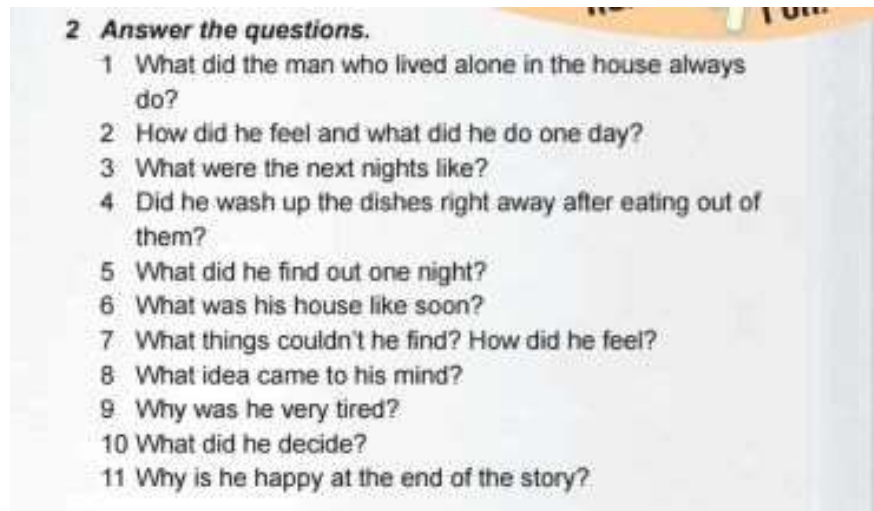 2 Answer the questions.
1 What did the man who lived alone in the house always
do?
2 How did he feel and what did he do one day?
3 What were the next nights like?
4 Did he wash up the dishes right away after eating out of
them?
5 What did he find out one night?
6 What was his house like soon?
7 What things couldn't he find? How did he feel?
8 What idea came to his mind?
9 Why was he very tired?
10 What did he decide?
11 Why is he happy at the end of the story?